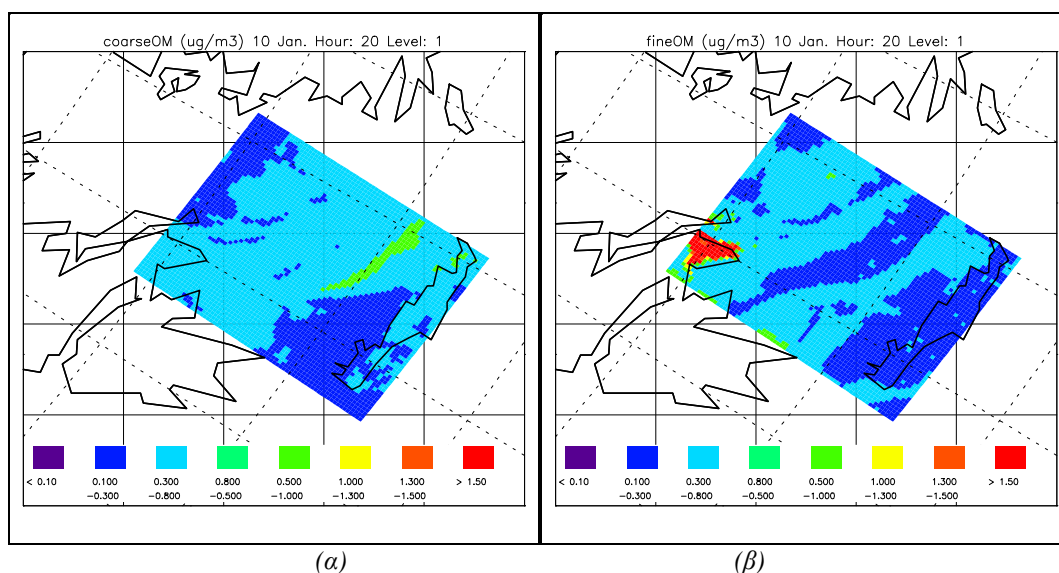 coarseOM (ug/m3) 10 Jan. Hour: 20 Level: 1
< 0.10 0.100 0.300 0.800 0.500 1.000 1.300 > 1.50
-0.300 -0.800 -0.500 -1.000 -1.300 -1.500
(α)
fineOM (ug/m3) 10 Jan. Hour: 20 Level: 1
< 0.10 0.100 0.300 0.800 0.500 1.000 1.300 > 1.50
-0.300 -0.800 -0.500 -1.000 -1.300 -1.500
(β)